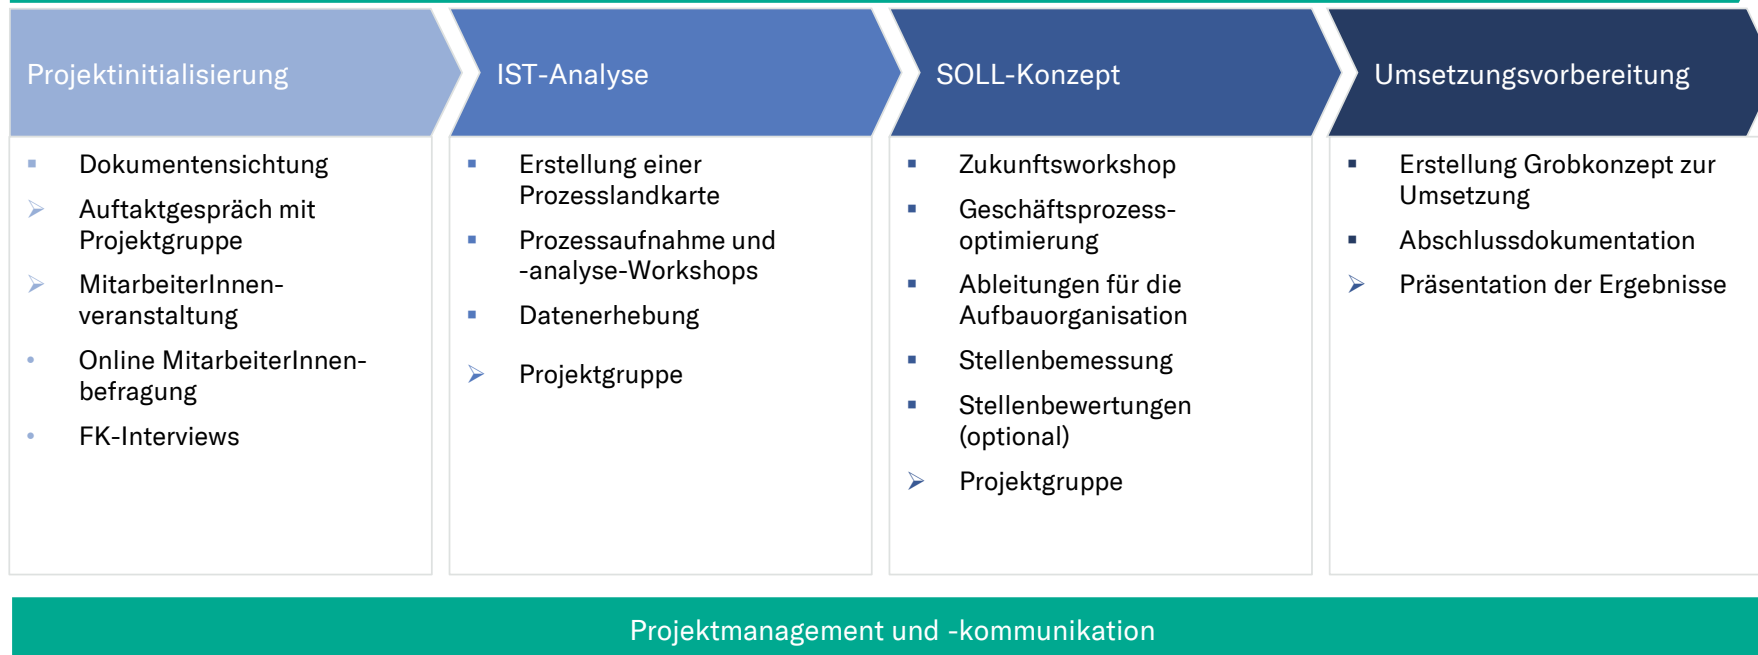 Projektinitialisierung
Dokumentensichtung
Auftaktgespräch mit
Projektgruppe
MitarbeiterInnen-
veranstaltung
Online MitarbeiterInnen-
befragung
FK-Interviews
IST-Analyse
Erstellung einer
Prozesslandkarte
Prozessaufnahme und
-analyse-Workshops
Datenerhebung
Projektgruppe
SOLL-Konzept
Zukunftsworkshop
Geschäftsprozess-
optimierung
Ableitungen für die
Aufbauorganisation
Stellenbemessung
Stellenbewertungen
(optional)
Projektgruppe
Umsetzungsvorbereitung
Erstellung Grobkonzept zur
Umsetzung
Abschlussdokumentation
Präsentation der Ergebnisse
Projektmanagement und -kommunikation